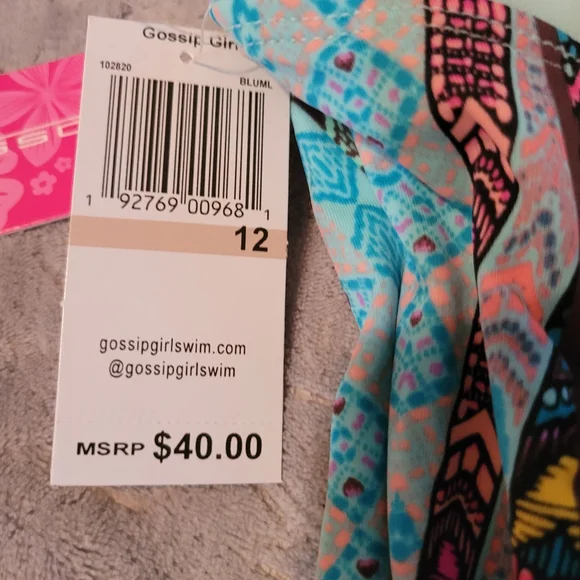 Gossip Girl
102820
BLUML
1 92769 00968 1
12
gossipgirlswim.com
@gossipgirlswim
MSRP $40.00